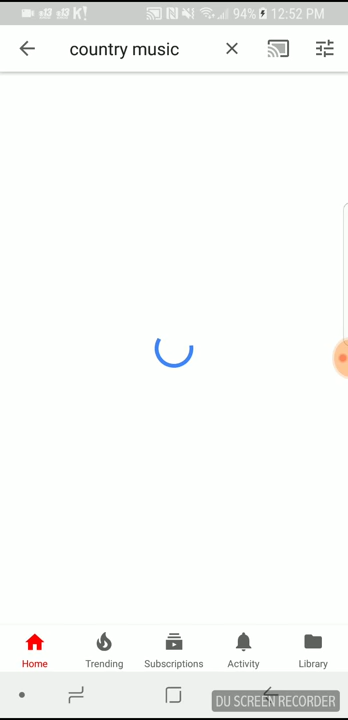 K! 94% 12:52 PM
country music
Home Trending Subscriptions Activity Library
DU SCREEN RECORDER